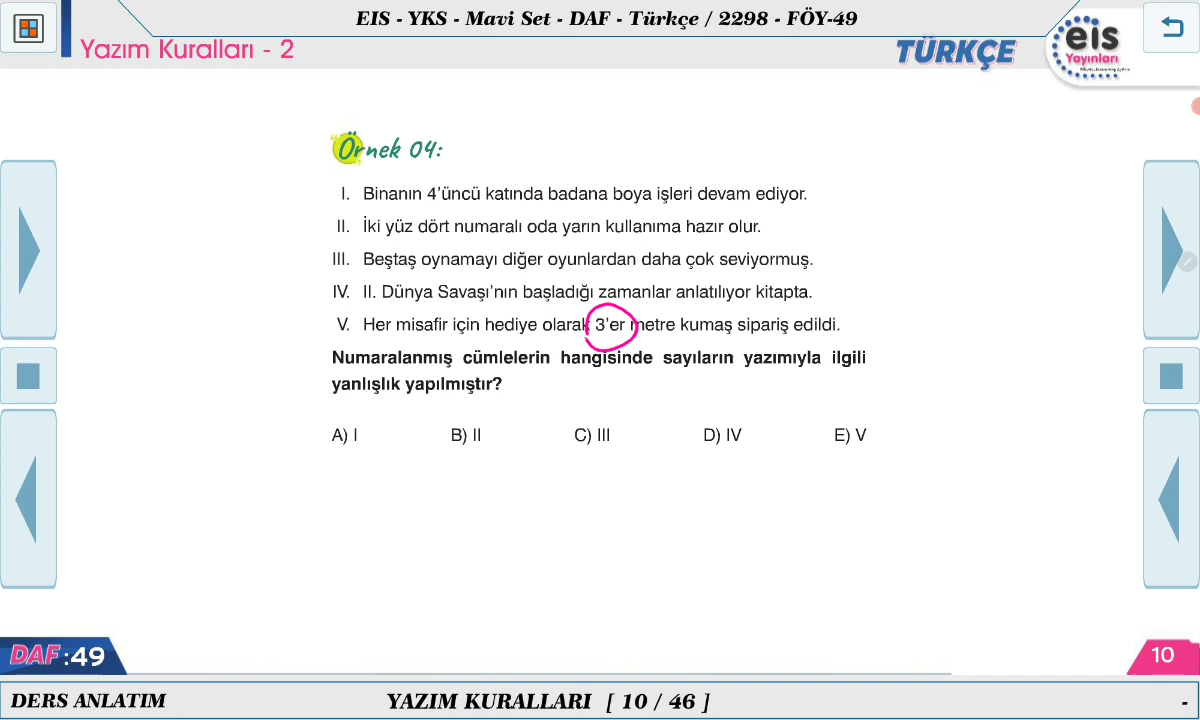 EIS - YKS - Mavi Set - DAF - Türkçe / 2298 - FÖY-49
Yazım Kuralları - 2
TÜRKÇE
eis
Yayınları
Örnek 04:
I. Binanın 4’üncü katında badana boya işleri devam ediyor.
II. İki yüz dört numaralı oda yarın kullanıma hazır olur.
III. Beştaş oynamayı diğer oyunlardan daha çok seviyormuş.
IV. II. Dünya Savaşı’nın başladığı zamanlar anlatılıyor kitapta.
V. Her misafir için hediye olarak 3’er metre kumaş sipariş edildi.
Numaralanmış cümlelerin hangisinde sayıların yazımıyla ilgili
yanlışlık yapılmıştır?
A) I B) II C) III D) IV E) V
DAF :49
10
DERS ANLATIM YAZIM KURALLARI [ 10 / 46 ] -